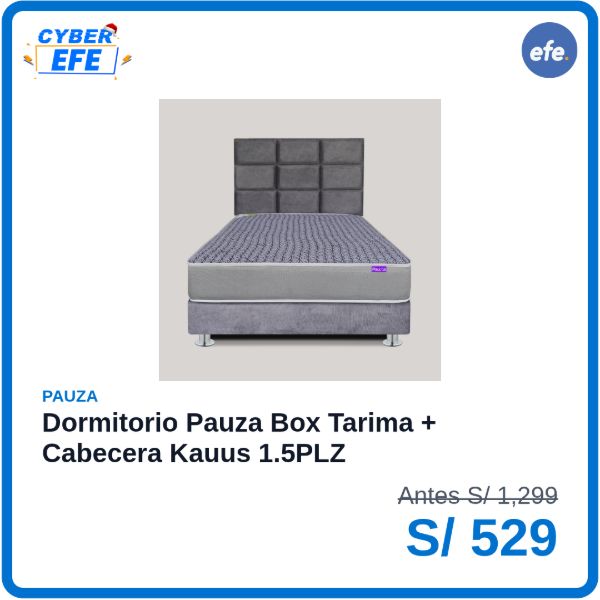 CYBER
EFE
efe.
PAUZA
Dormitorio Pauza Box Tarima +
Cabecera Kauus 1.5PLZ
Antes S/ 1,299
S/ 529